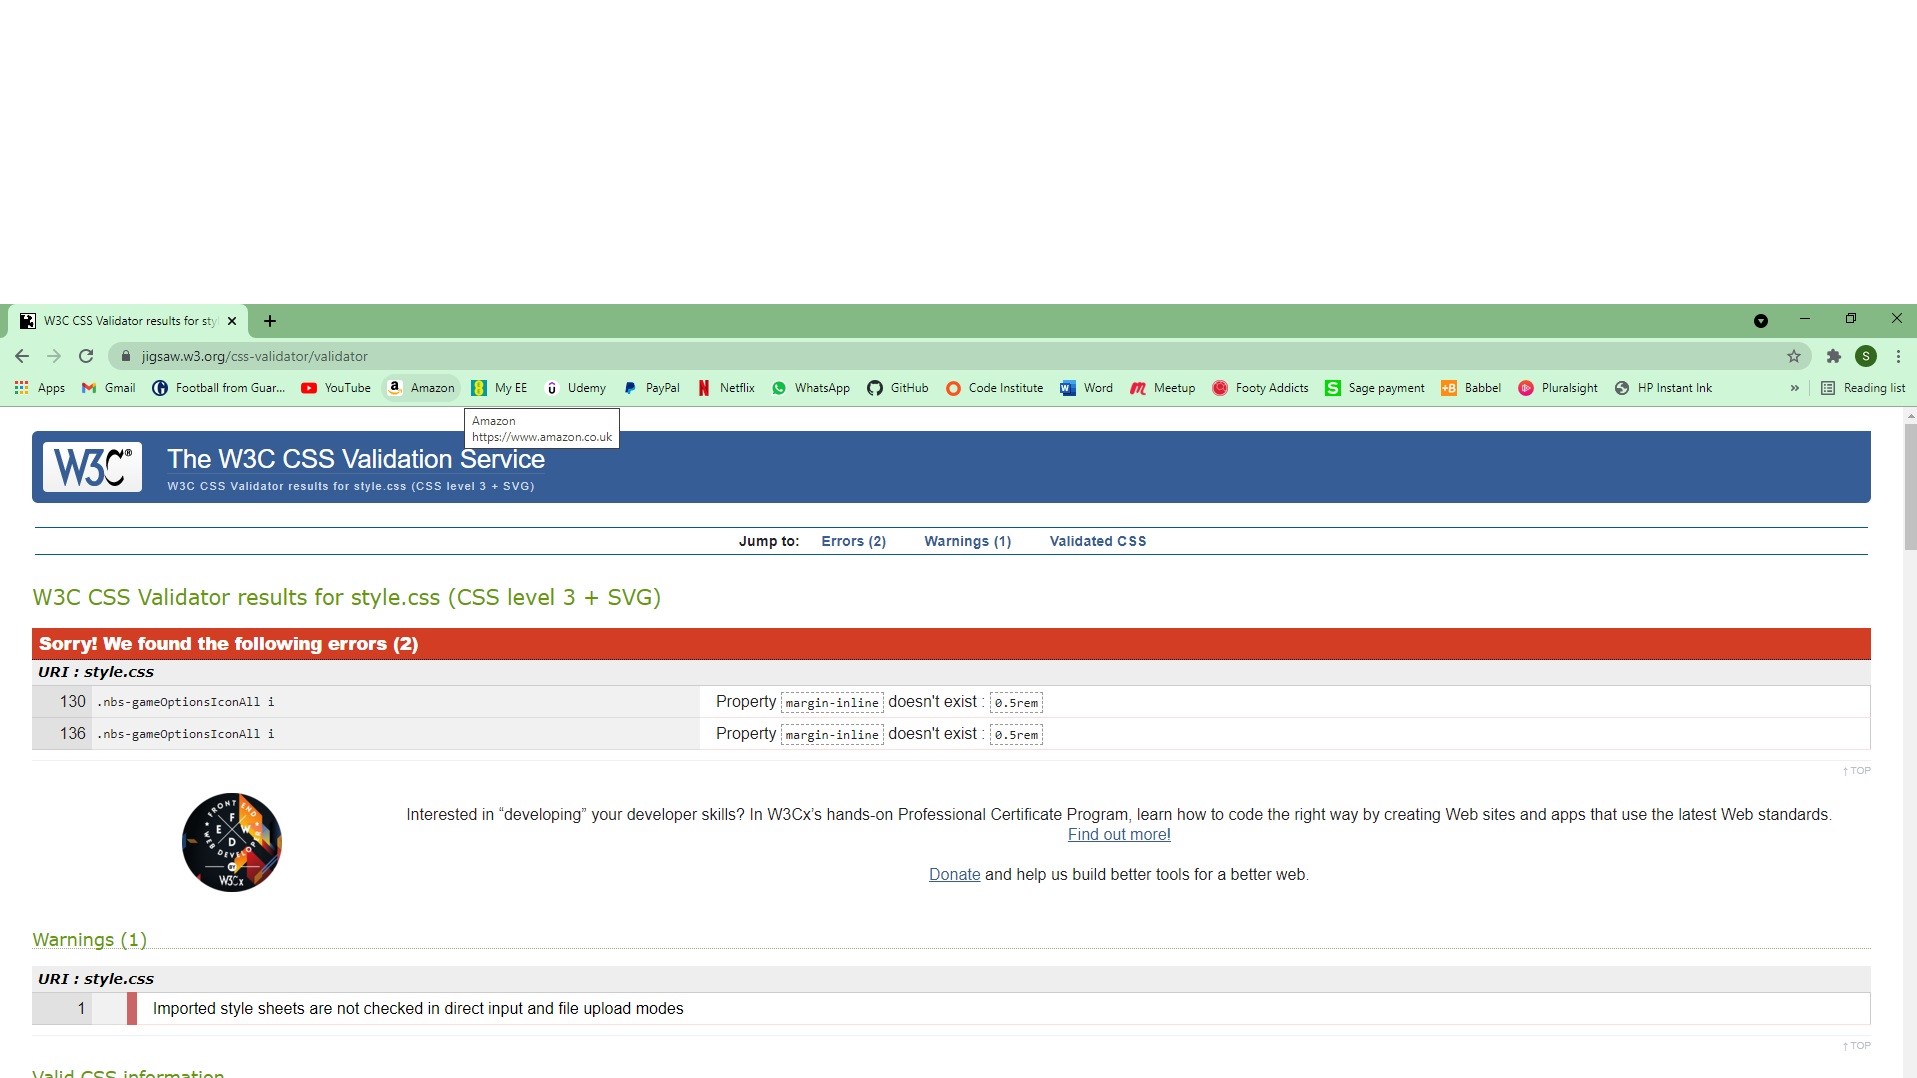 W3C CSS Validator results for sty
jigsaw.w3.org/css-validator/validator
Apps Gmail Football from Guar... YouTube Amazon My EE Udemy PayPal Netflix WhatsApp GitHub Code Institute Word Meetup Footy Addicts Sage payment Babbel Pluralsight HP Instant Ink » Reading list
Amazon
https://www.amazon.co.uk
W3C®
The W3C CSS Validation Service
W3C CSS Validator results for style.css (CSS level 3 + SVG)
Jump to: Errors (2) Warnings (1) Validated CSS
W3C CSS Validator results for style.css (CSS level 3 + SVG)
Sorry! We found the following errors (2)
URI : style.css
130 .nbs-gameOptionsIconAll i Property margin-inline doesn't exist : 0.5rem
136 .nbs-gameOptionsIconAll i Property margin-inline doesn't exist : 0.5rem
↑ TOP
FRONT END
WEB DEVELOPER
F
E W
D
BY
W3Cx
Interested in “developing” your developer skills? In W3Cx’s hands-on Professional Certificate Program, learn how to code the right way by creating Web sites and apps that use the latest Web standards.
Find out more!
Donate and help us build better tools for a better web.
Warnings (1)
URI : style.css
1 Imported style sheets are not checked in direct input and file upload modes
↑ TOP
Valid CSS information